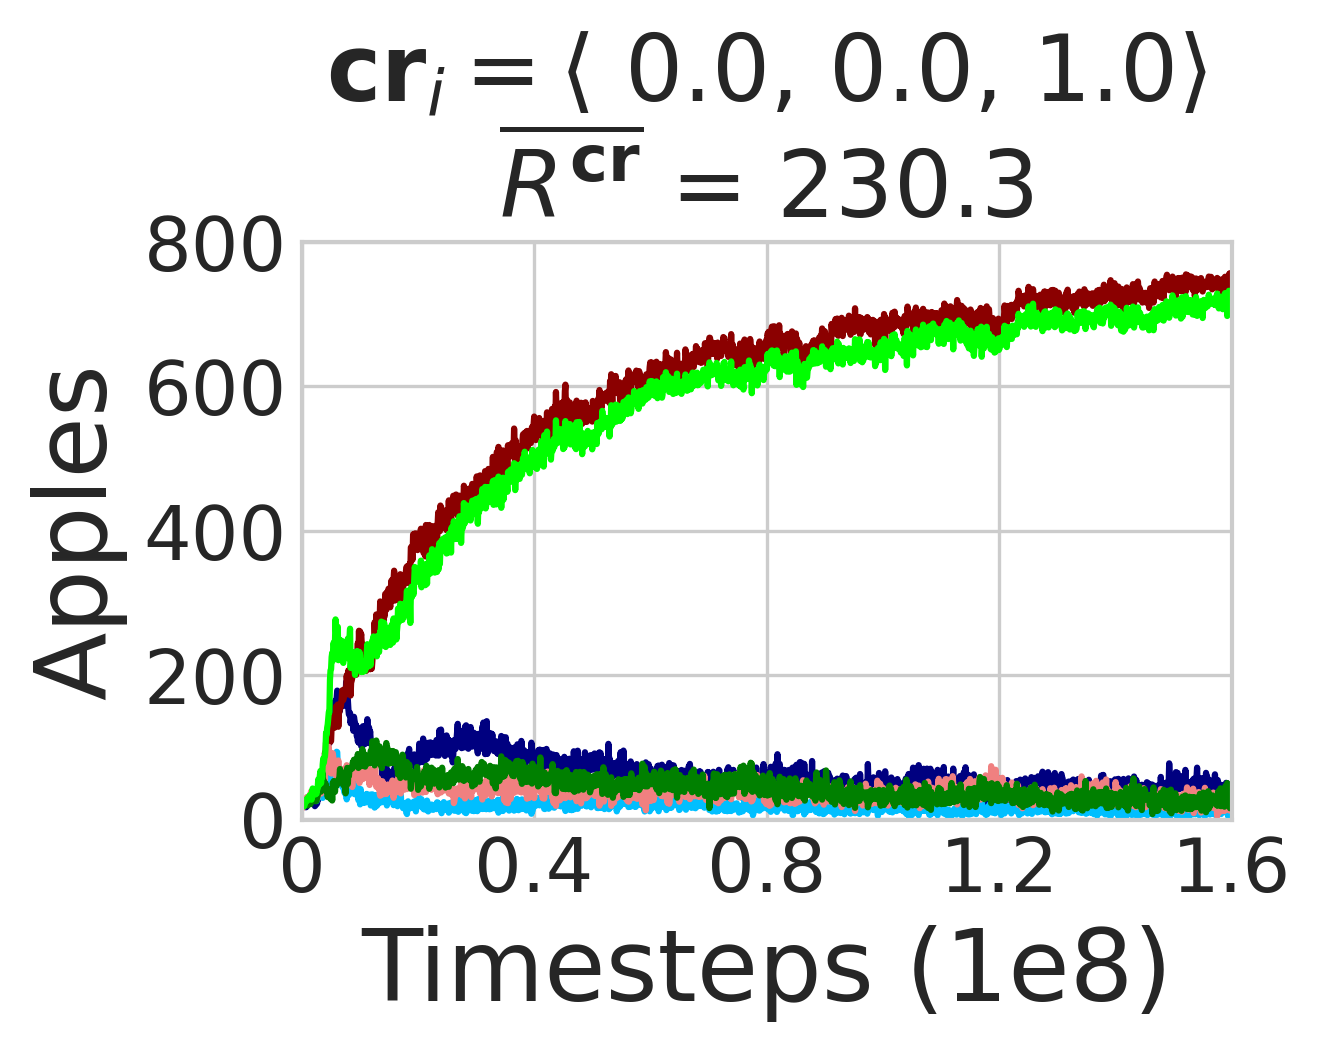 cr_i = ⟨ 0.0, 0.0, 1.0⟩
\overline{R^{cr}} = 230.3
800
600
400
200
0
Apples
0 0.4 0.8 1.2 1.6
Timesteps (1e8)